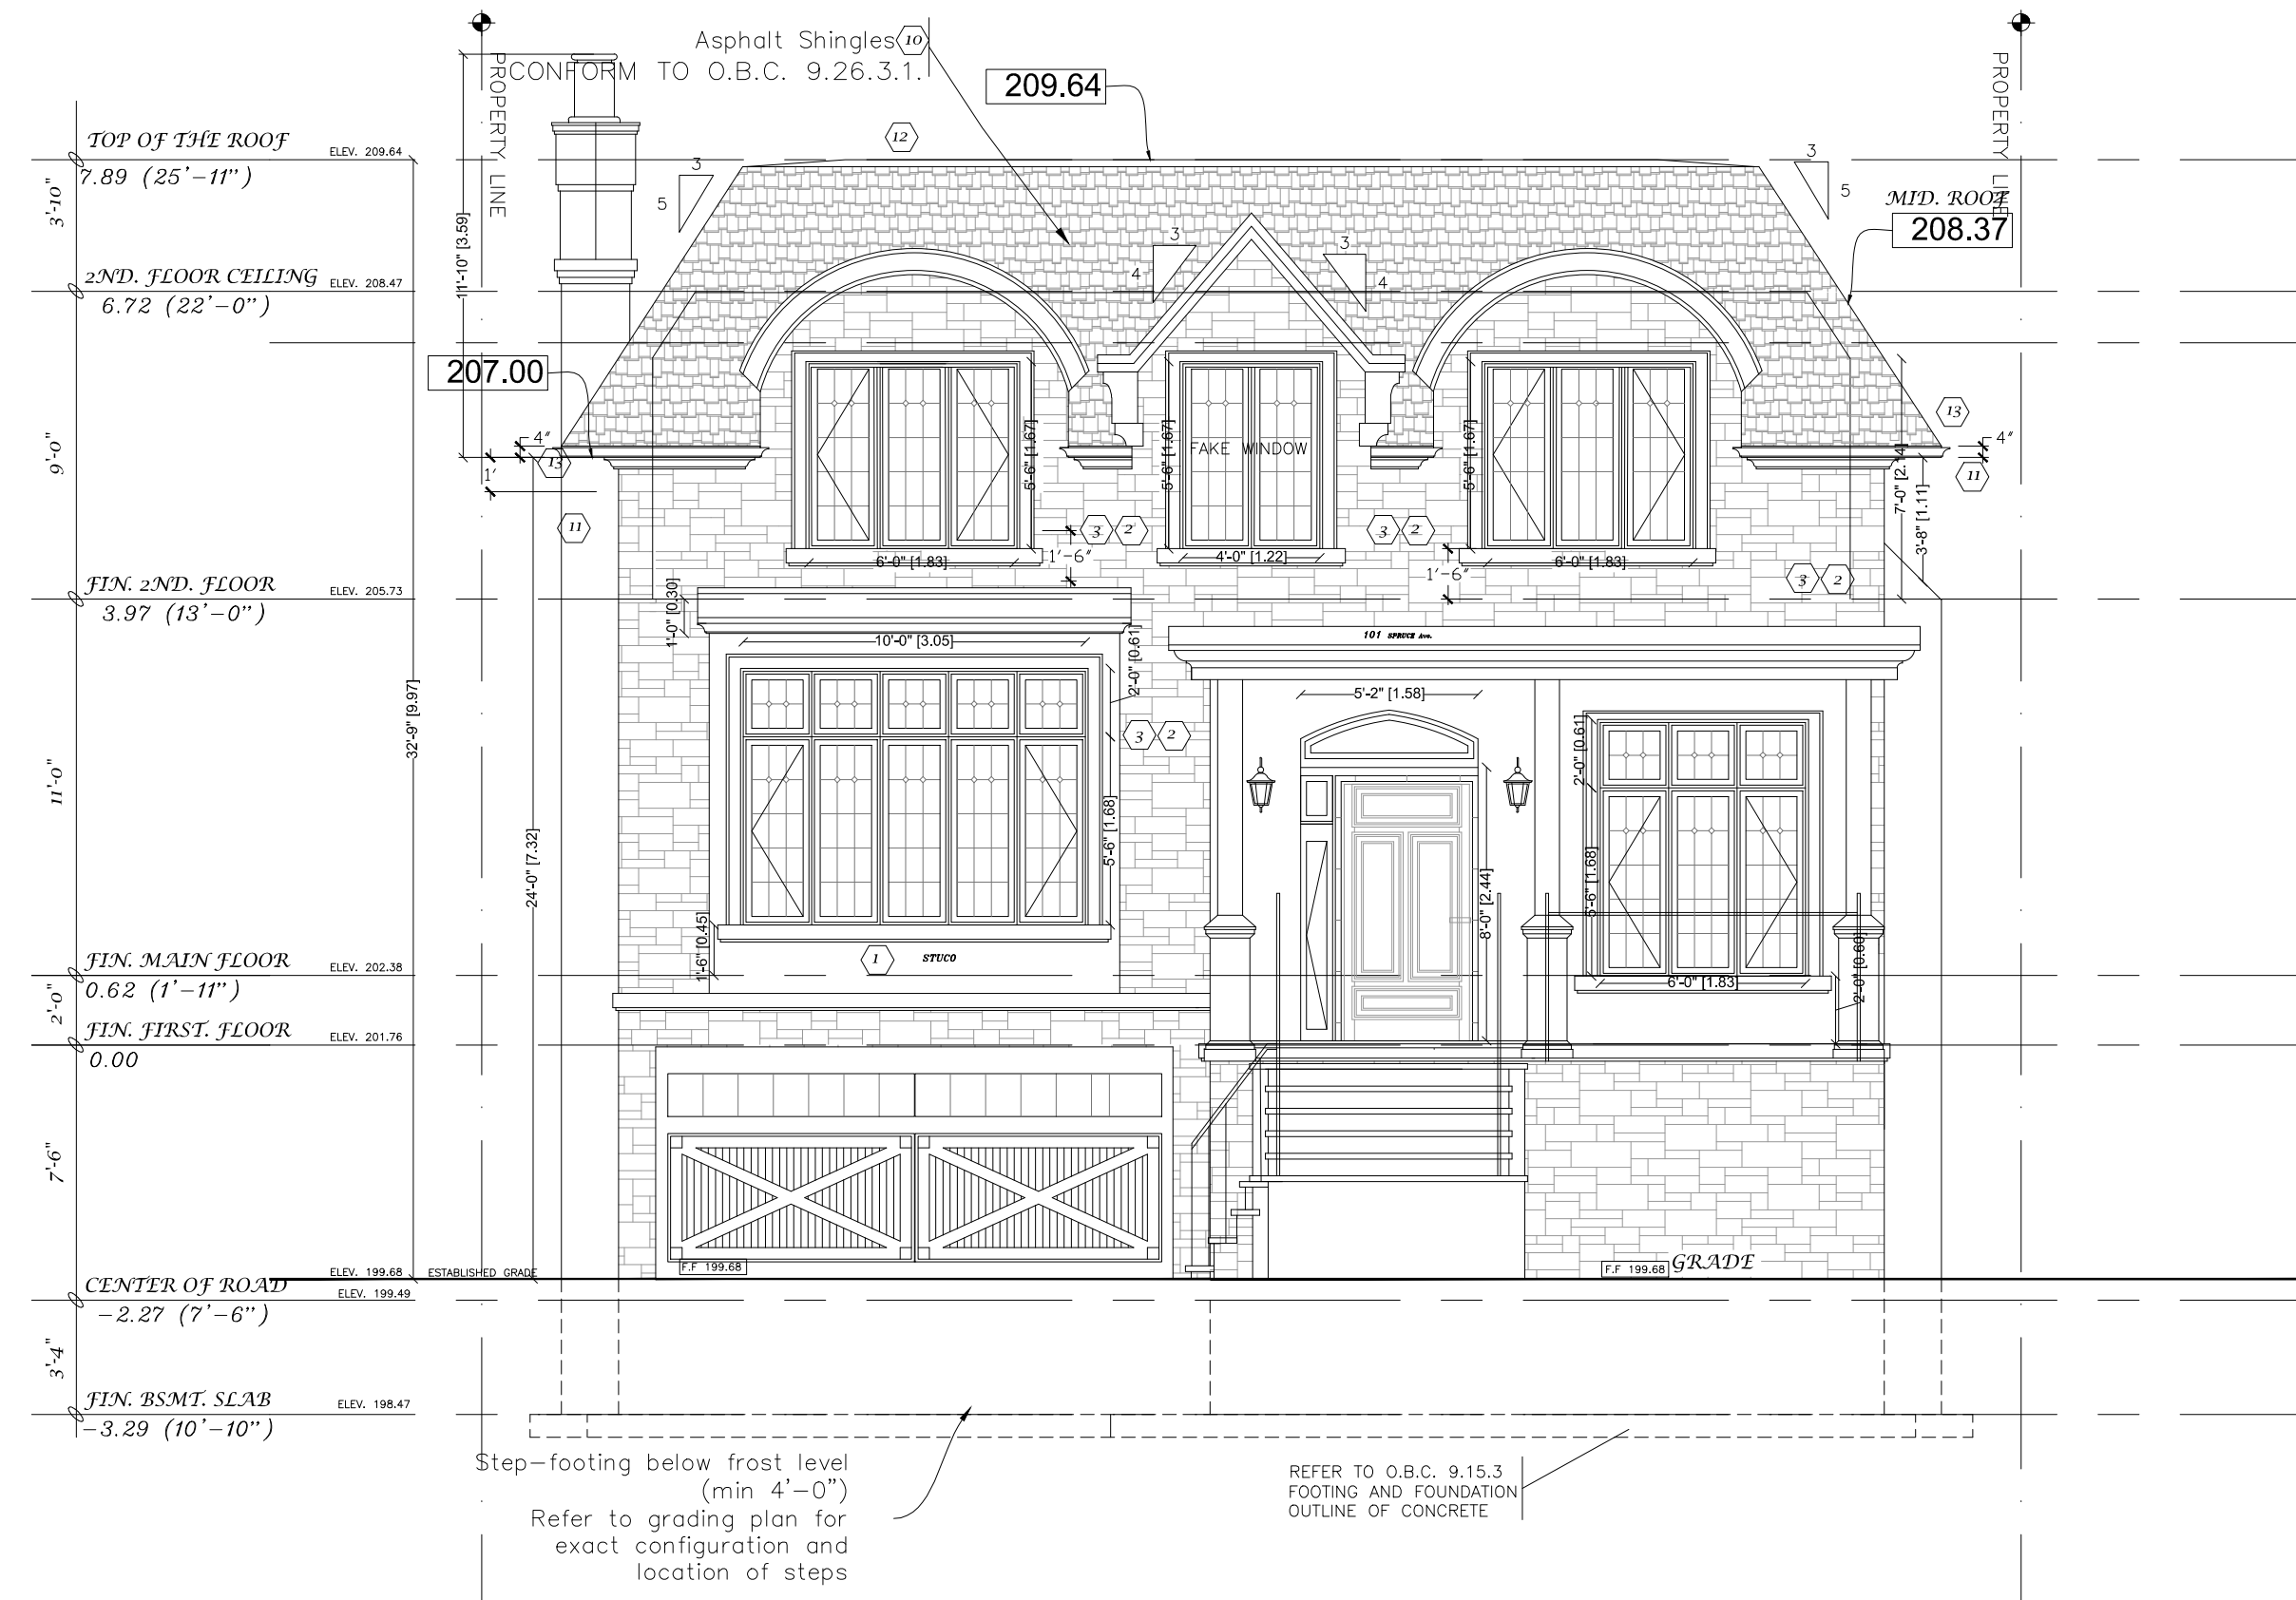 Asphalt Shingles 10
CONFORM TO O.B.C. 9.26.3.1.
209.64
PROPERTY LINE
PROPERTY LINE
12
TOP OF THE ROOF
ELEV. 209.64
7.89 (25'-11")
3'-10"
3
5
3
5
MID. ROOF
208.37
11'-10" [3.59]
3
4
3
4
2ND. FLOOR CEILING
ELEV. 208.47
6.72 (22'-0")
207.00
9'-0"
4"
13
1'
11
13
4"
11
FAKE WINDOW
5'-6" [1.67]
5'-6" [1.67]
5'-6" [1.67]
7'-0" [2.14]
3'-8" [1.11]
3 2
3 2
3 2
6'-0" [1.83]
1'-6"
4'-0" [1.22]
1'-6"
6'-0" [1.83]
FIN. 2ND. FLOOR
ELEV. 205.73
3.97 (13'-0")
1'-0" [0.30]
10'-0" [3.05]
2'-0" [0.61]
101 SPRUCE Ave.
5'-2" [1.58]
32'-9" [9.97]
11'-0"
3 2
2'-0" [0.61]
24'-0" [7.32]
5'-6" [1.68]
8'-0" [2.44]
5'-6" [1.68]
1'-6" [0.45]
1
STUCO
6'-0" [1.83]
2'-0" [0.60]
FIN. MAIN FLOOR
ELEV. 202.38
0.62 (1'-11")
2'-0"
FIN. FIRST. FLOOR
ELEV. 201.76
0.00
7'-6"
F.F 199.68
F.F 199.68
GRADE
ELEV. 199.68
ESTABLISHED GRADE
CENTER OF ROAD
ELEV. 199.49
-2.27 (7'-6")
3'-4"
FIN. BSMT. SLAB
ELEV. 198.47
-3.29 (10'-10")
Step-footing below frost level
(min 4'-0")
Refer to grading plan for
exact configuration and
location of steps
REFER TO O.B.C. 9.15.3
FOOTING AND FOUNDATION
OUTLINE OF CONCRETE